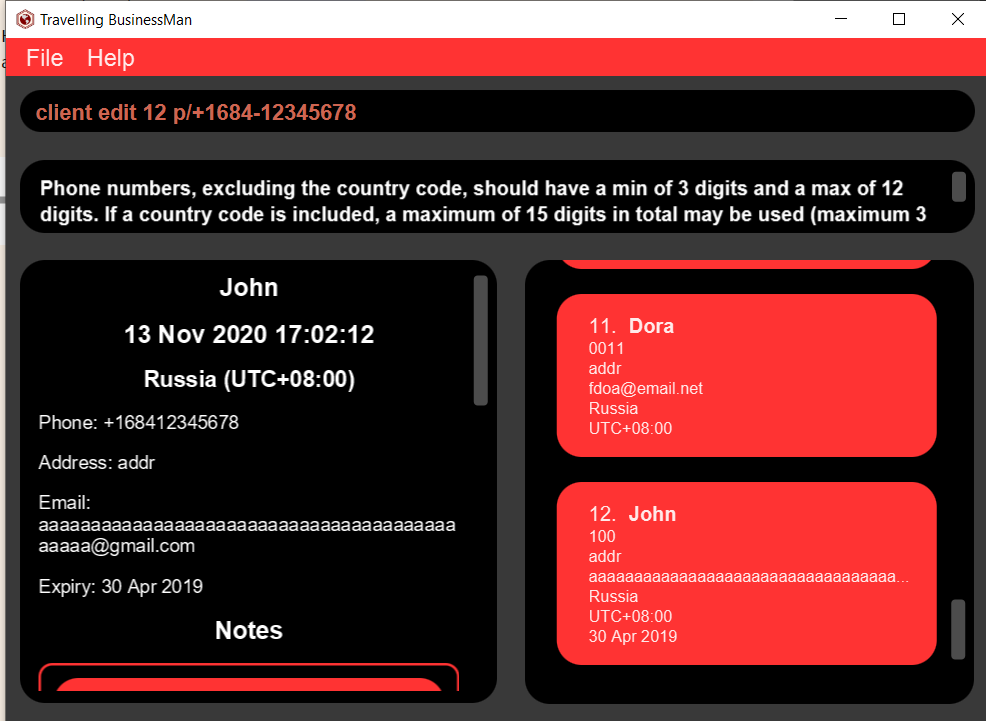 Travelling BusinessMan
File Help
client edit 12 p/+1684-12345678
Phone numbers, excluding the country code, should have a min of 3 digits and a max of 12
digits. If a country code is included, a maximum of 15 digits in total may be used (maximum 3
John
13 Nov 2020 17:02:12
Russia (UTC+08:00)
Phone: +168412345678
Address: addr
Email:
aaaaaaaaaaaaaaaaaaaaaaaaaaaaaaaaaaaaaaaa
aaaaa@gmail.com
Expiry: 30 Apr 2019
Notes
11. Dora
0011
addr
fdoa@email.net
Russia
UTC+08:00
12. John
100
addr
aaaaaaaaaaaaaaaaaaaaaaaaaaaaaaaaaa...
Russia
UTC+08:00
30 Apr 2019